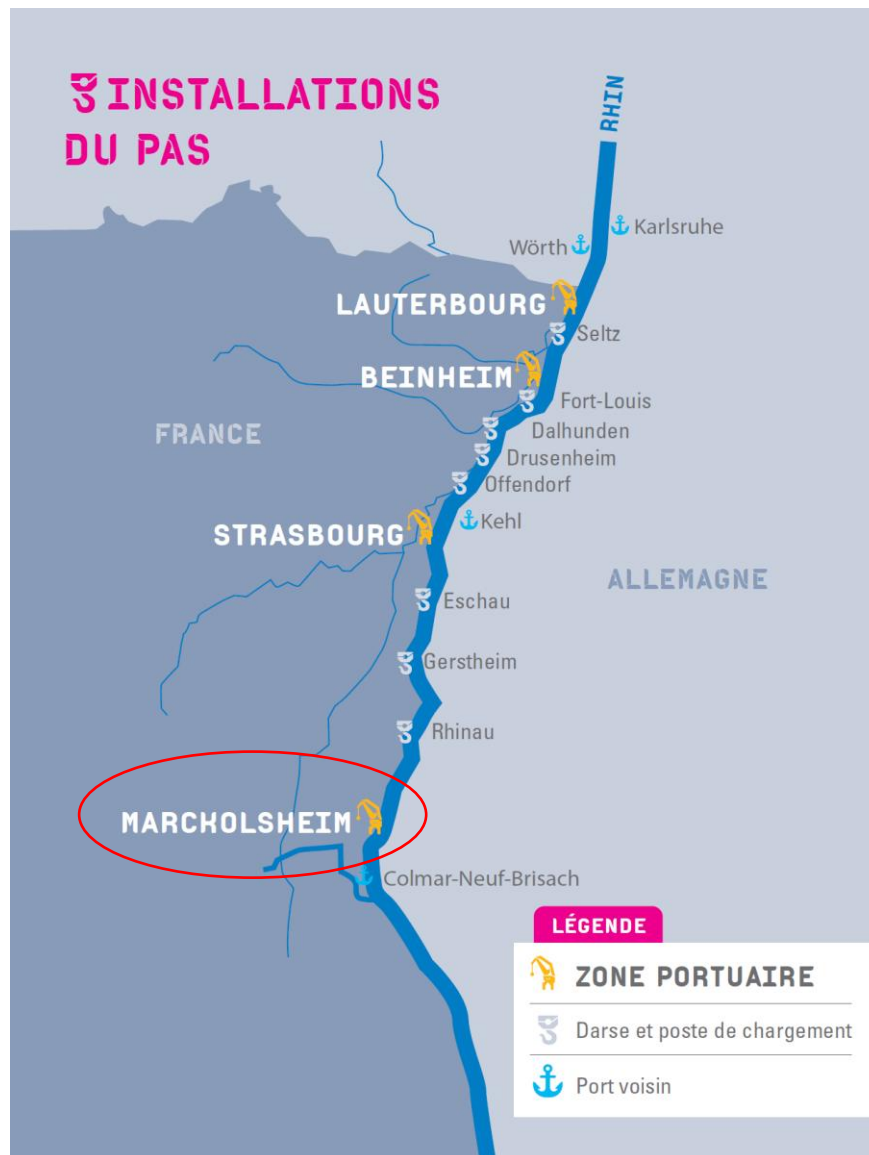 INSTALLATIONS
DU PAS
RHIN
Karlsruhe
Wörth
LAUTERBOURG
Seltz
BEINHEIM
Fort-Louis
FRANCE
Dalhunden
Drusenheim
Offendorf
STRASBOURG
Kehl
ALLEMAGNE
Eschau
Gerstheim
Rhinau
MARCKOLSHEIM
Colmar-Neuf-Brisach
LÉGENDE
ZONE PORTUAIRE
Darse et poste de chargement
Port voisin